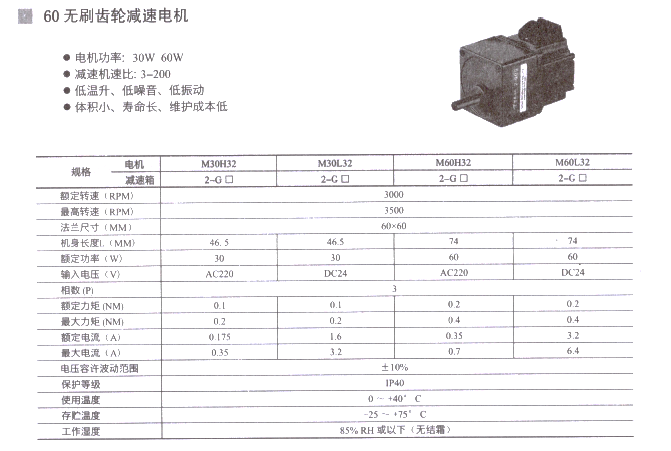 60 无刷齿轮减速电机
● 电机功率: 30W 60W
● 减速机速比: 3-200
● 低温升、低噪音、低振动
● 体积小、寿命长、维护成本低
规格 电机 M30H32 M30L32 M60H32 M60L32
减速箱 2-G □ 2-G □ 2-G □ 2-G □
额定转速（RPM） 3000
最高转速（RPM） 3500
法兰尺寸（MM） 60×60
机身长度L（MM） 46.5 46.5 74 74
额定功率（W） 30 30 60 60
输入电压（V） AC220 DC24 AC220 DC24
相数(P) 3
额定力矩(NM) 0.1 0.1 0.2 0.2
最大力矩(NM) 0.2 0.2 0.4 0.4
额定电流（A） 0.175 1.6 0.35 3.2
最大电流（A） 0.35 3.2 0.7 6.4
电压容许波动范围 ±10%
保护等级 IP40
使用温度 0 ~ +40° C
存贮温度 -25 ~ +75° C
工作湿度 85% RH 或以下（无结霜）